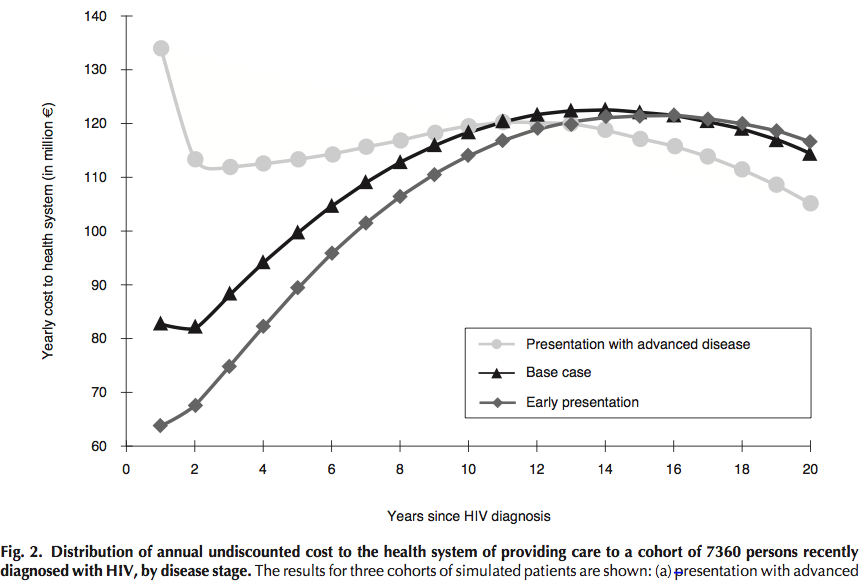 140
130
120
110
100
90
80
70
60
Yearly cost to health system (in million €)
Presentation with advanced disease
Base case
Early presentation
0 2 4 6 8 10 12 14 16 18 20
Years since HIV diagnosis
Fig. 2. Distribution of annual undiscounted cost to the health system of providing care to a cohort of 7360 persons recently
diagnosed with HIV, by disease stage. The results for three cohorts of simulated patients are shown: (a) presentation with advanced